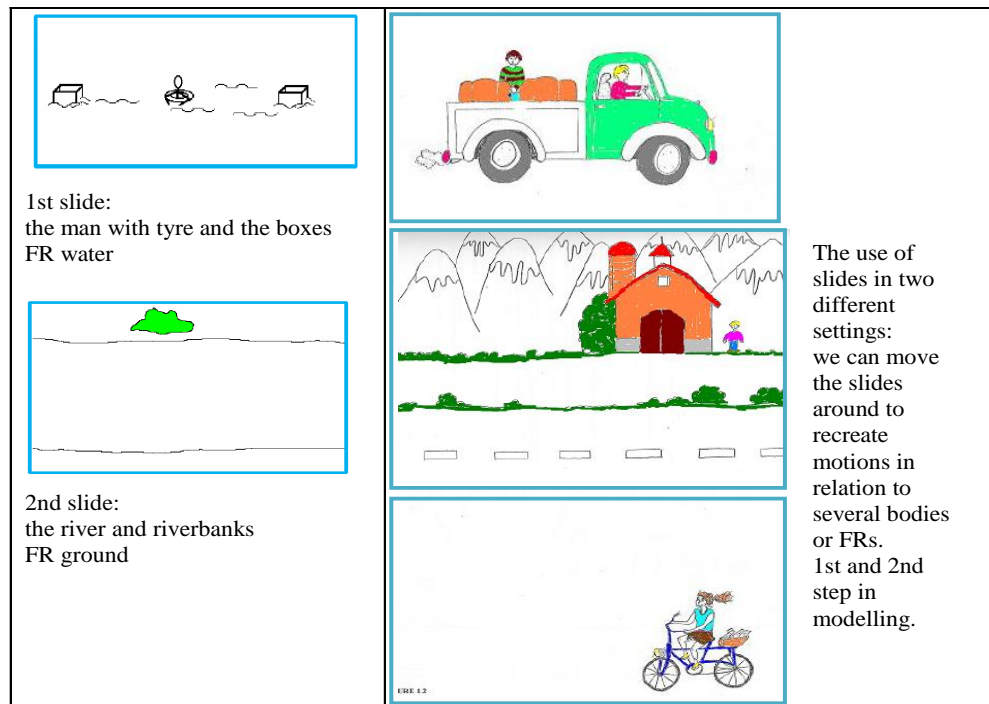 1st slide:
the man with tyre and the boxes
FR water
2nd slide:
the river and riverbanks
FR ground
URE 1.2
The use of
slides in two
different
settings:
we can move
the slides
around to
recreate
motions in
relation to
several bodies
or FRs.
1st and 2nd
step in
modelling.